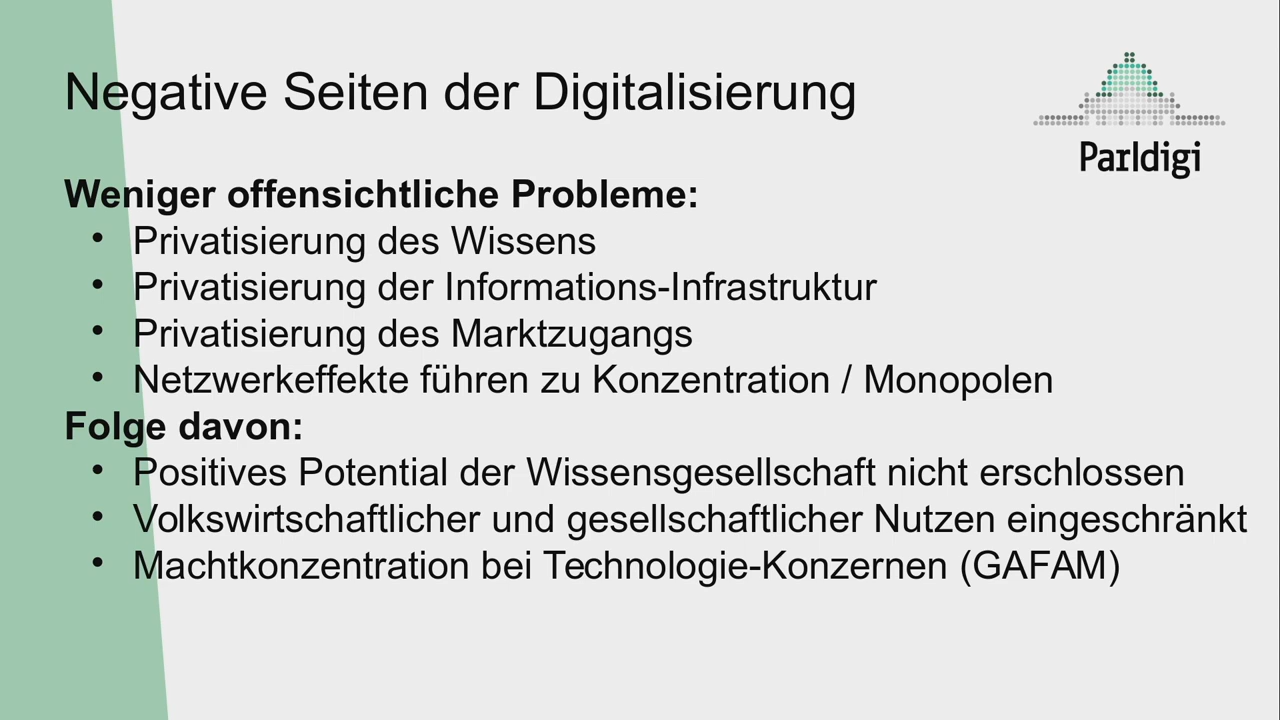 Negative Seiten der Digitalisierung
Parldigi
Weniger offensichtliche Probleme:
• Privatisierung des Wissens
• Privatisierung der Informations-Infrastruktur
• Privatisierung des Marktzugangs
• Netzwerkeffekte führen zu Konzentration / Monopolen
Folge davon:
• Positives Potential der Wissensgesellschaft nicht erschlossen
• Volkswirtschaftlicher und gesellschaftlicher Nutzen eingeschränkt
• Machtkonzentration bei Technologie-Konzernen (GAFAM)